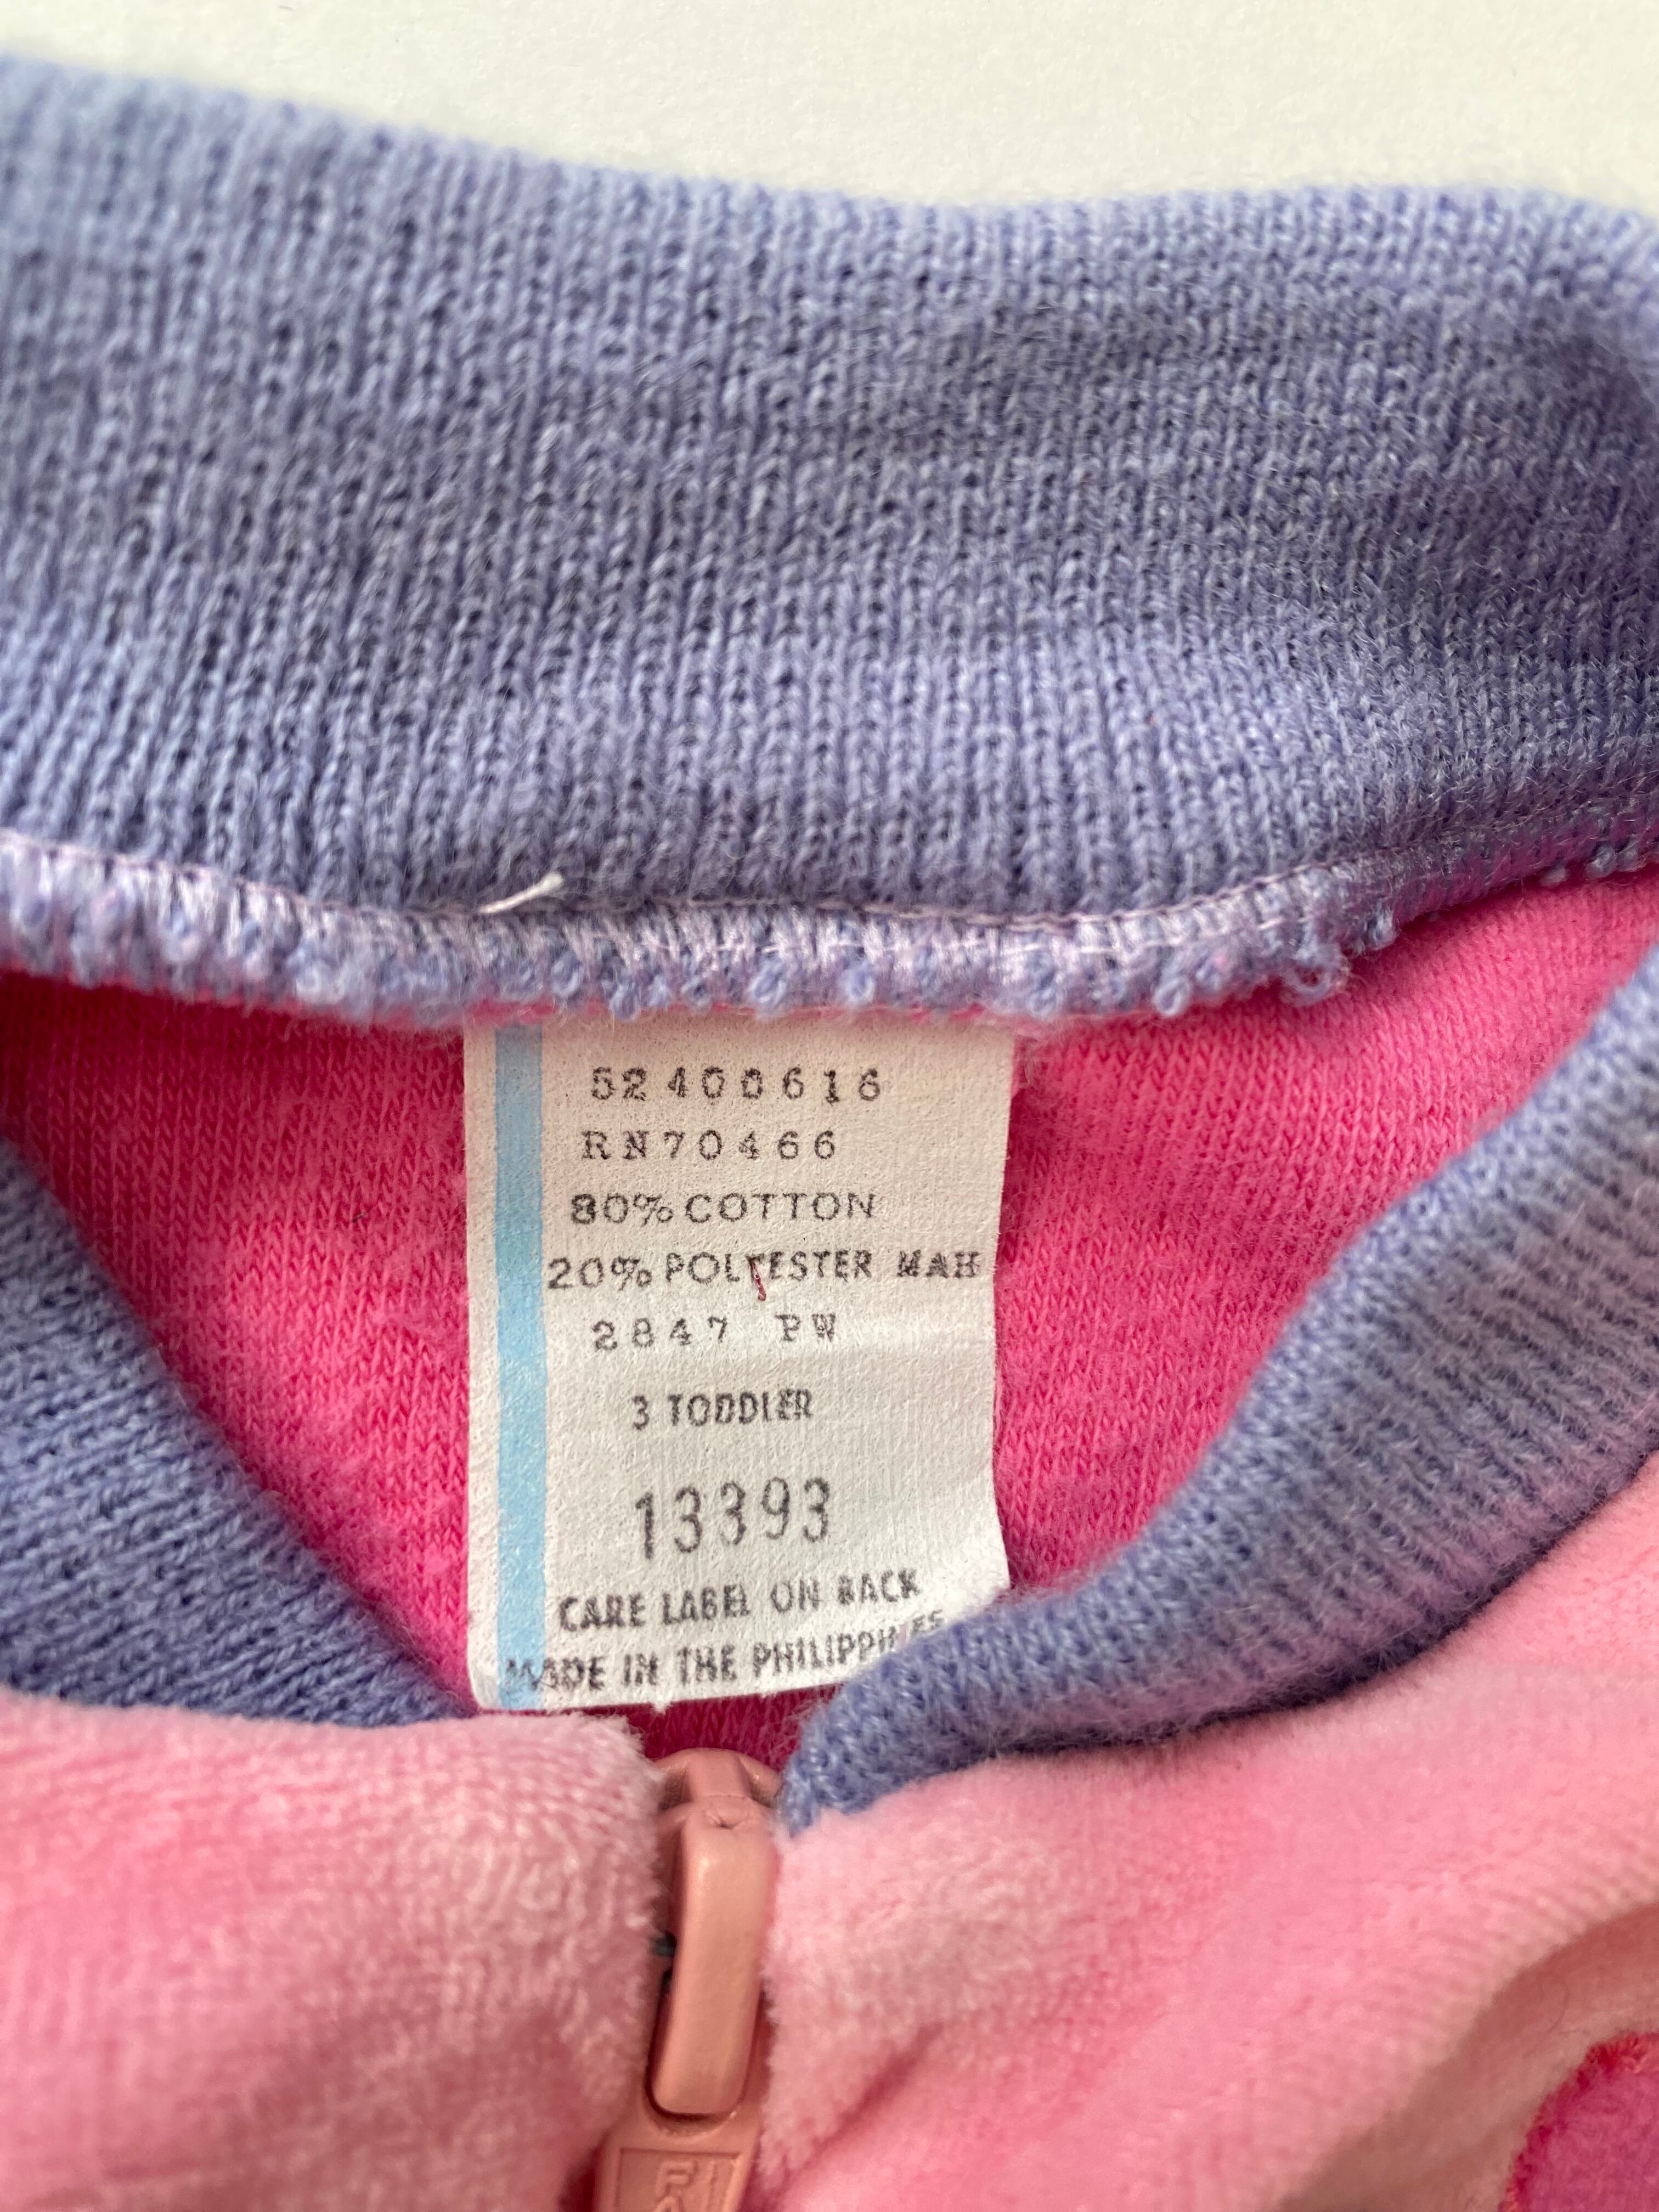 52400616
RN70466
80% COTTON
20% POLYESTER MAH
2847 PW
3 TODDLER
13393
CARE LABEL ON BACK
MADE IN THE PHILIPPINES